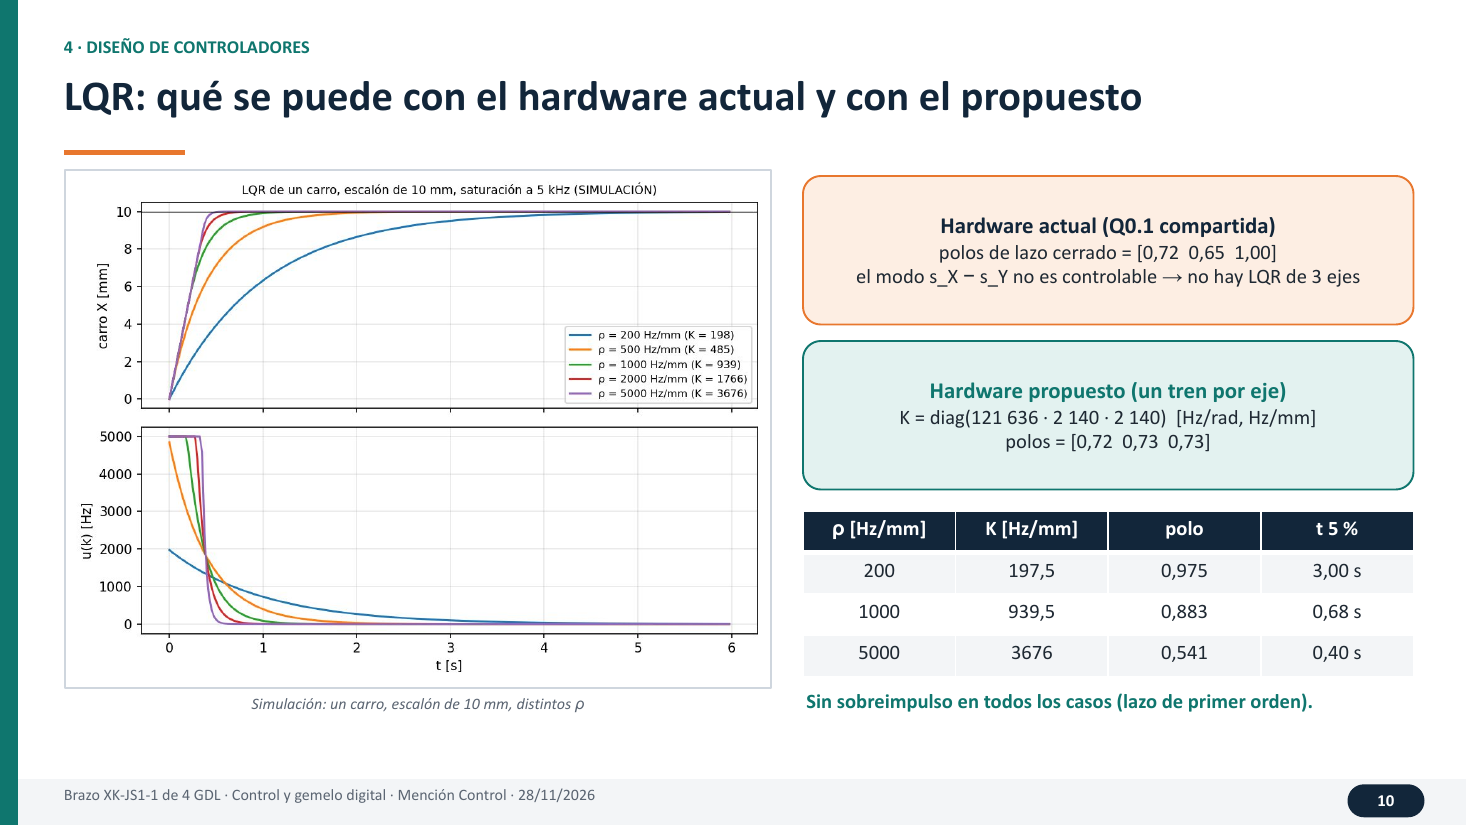 4 · DISEÑO DE CONTROLADORES
LQR: qué se puede con el hardware actual y con el propuesto
LQR de un carro, escalón de 10 mm, saturación a 5 kHz (SIMULACIÓN)
carro X [mm]
10
8
6
4
2
0
ρ = 200 Hz/mm (K = 198)
ρ = 500 Hz/mm (K = 485)
ρ = 1000 Hz/mm (K = 939)
ρ = 2000 Hz/mm (K = 1766)
ρ = 5000 Hz/mm (K = 3676)
u(k) [Hz]
5000
4000
3000
2000
1000
0
0 1 2 3 4 5 6
t [s]
Simulación: un carro, escalón de 10 mm, distintos ρ
Hardware actual (Q0.1 compartida)
polos de lazo cerrado = [0,72 0,65 1,00]
el modo s_X − s_Y no es controlable → no hay LQR de 3 ejes
Hardware propuesto (un tren por eje)
K = diag(121 636 · 2 140 · 2 140) [Hz/rad, Hz/mm]
polos = [0,72 0,73 0,73]
ρ [Hz/mm] K [Hz/mm] polo t 5 %
200 197,5 0,975 3,00 s
1000 939,5 0,883 0,68 s
5000 3676 0,541 0,40 s
Sin sobreimpulso en todos los casos (lazo de primer orden).
Brazo XK-JS1-1 de 4 GDL · Control y gemelo digital · Mención Control · 28/11/2026
10